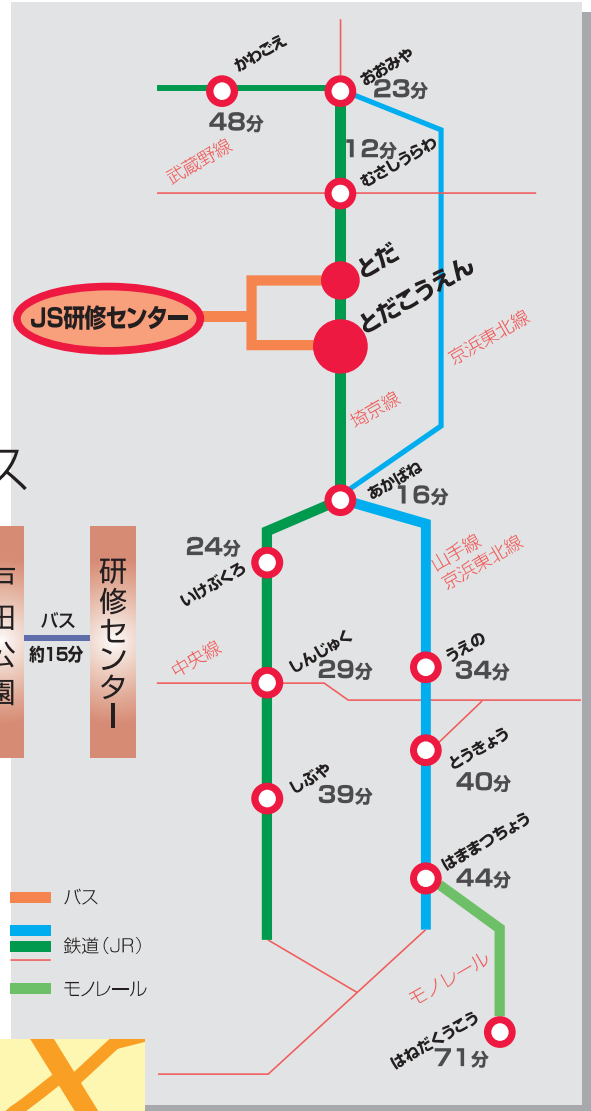 かわごえ
48分
おおみや
23分
12分
むさしうらわ
武蔵野線
とだ
とだこうえん
JS研修センター
京浜東北線
埼京線
ス
あかばね
16分
24分
いけぶくろ
山手線
京浜東北線
戸田公園
バス
約15分
研修センター
中央線
しんじゅく
29分
うえの
34分
とうきょう
40分
しぶや
39分
はままつちょう
44分
バス
鉄道（JR）
モノレール
モノレール
はねだくうこう
71分